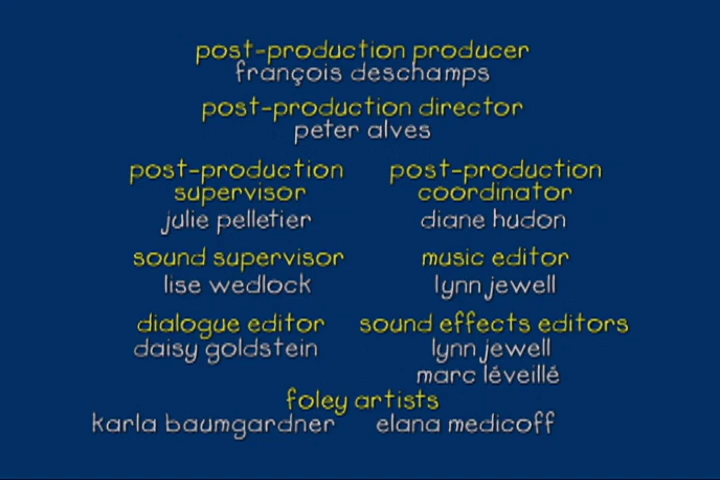 post-production producer
françois deschamps
post-production director
peter alves
post-production
supervisor
julie pelletier
post-production
coordinator
diane hudon
sound supervisor
lise wedlock
music editor
lynn jewell
dialogue editor
daisy goldstein
sound effects editors
lynn jewell
marc léveillé
foley artists
karla baumgardner
elana medicoff